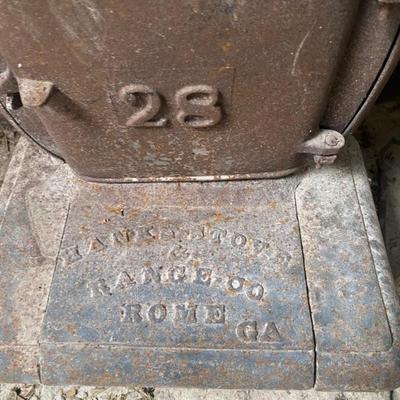 28
HANKS STOVE
&
RANGE CO
ROME
GA